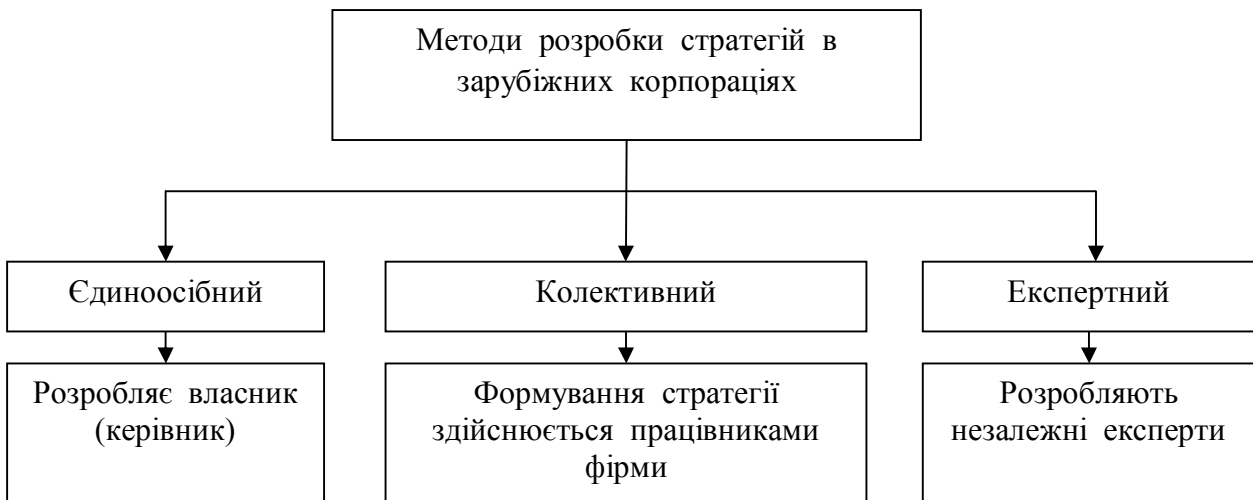 Методи розробки стратегій в
зарубіжних корпораціях
Єдиноосібний
Колективний
Експертний
Розробляє власник
(керівник)
Формування стратегії
здійснюється працівниками
фірми
Розробляють
незалежні експерти